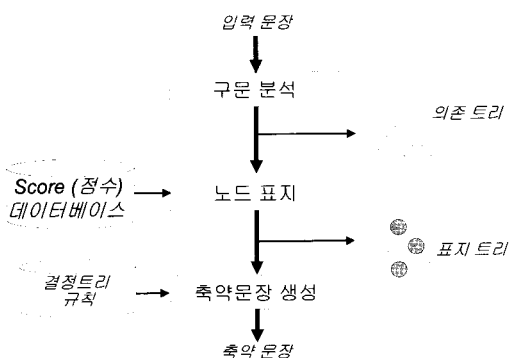 입력 문장
구문 분석
의존 트리
Score (점수)
데이터베이스
노드 표지
표지 트리
결정트리
규칙
축약문장 생성
축약 문장